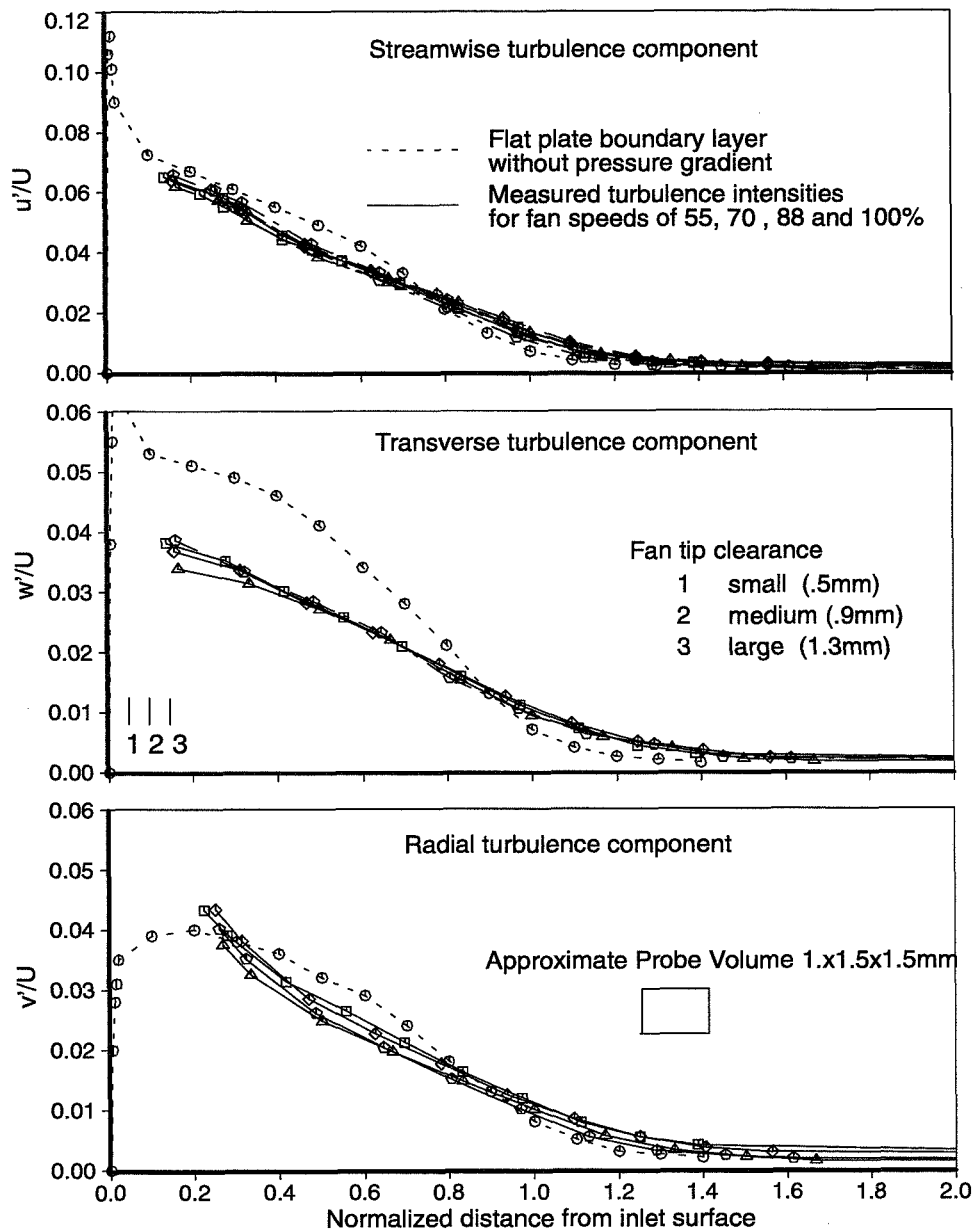 0.12
Streamwise turbulence component
0.10
0.08
Flat plate boundary layer
without pressure gradient
Measured turbulence intensities
for fan speeds of 55, 70 , 88 and 100%
0.06
u'/U
0.04
0.02
0.00
0.06
Transverse turbulence component
0.05
0.04
Fan tip clearance
1 small (.5mm)
2 medium (.9mm)
3 large (1.3mm)
0.03
w'/U
0.02
0.01
1 2 3
0.00
0.06
Radial turbulence component
0.05
0.04
Approximate Probe Volume 1.x1.5x1.5mm
0.03
v'/U
0.02
0.01
0.00
0.0 0.2 0.4 0.6 0.8 1.0 1.2 1.4 1.6 1.8 2.0
Normalized distance from inlet surface